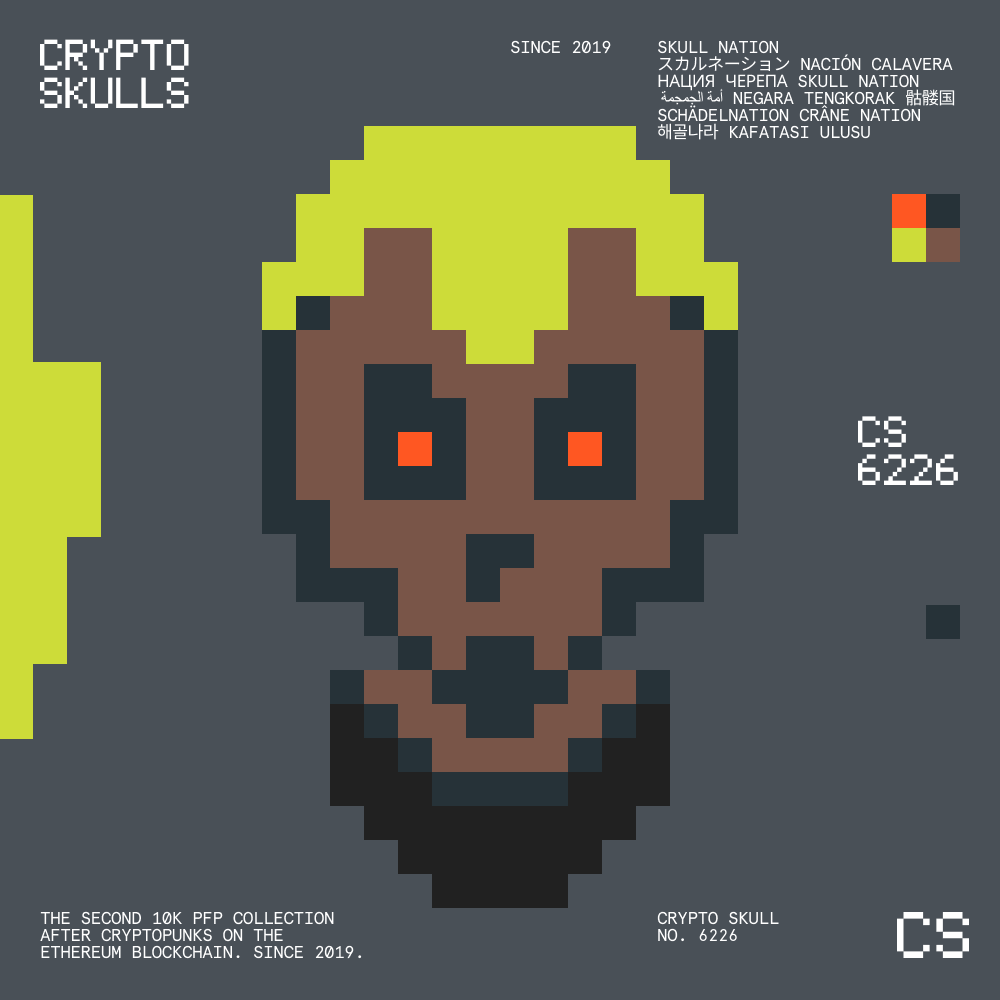 CRYPTO
SKULLS
SINCE 2019
SKULL NATION
スカルネーション NACIÓN CALAVERA
НАЦИЯ ЧЕРЕПА SKULL NATION
أمة الجمجمة NEGARA TENGKORAK 骷髅国
SCHÄDELNATION CRÂNE NATION
해골나라 KAFATASI ULUSU
CS
6226
THE SECOND 10K PFP COLLECTION
AFTER CRYPTOPUNKS ON THE
ETHEREUM BLOCKCHAIN. SINCE 2019.
CRYPTO SKULL
NO. 6226
CS